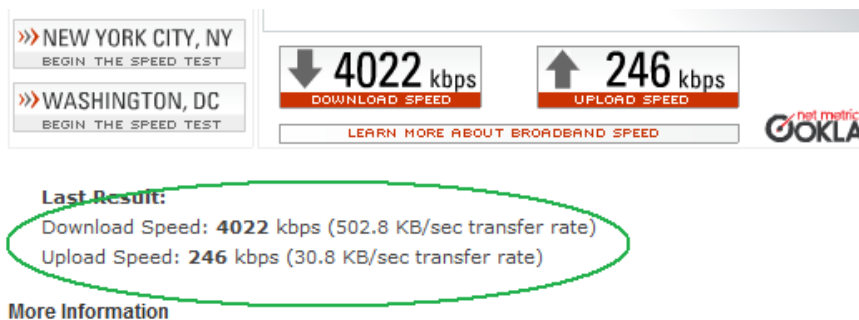 >>> NEW YORK CITY, NY
BEGIN THE SPEED TEST
>>> WASHINGTON, DC
BEGIN THE SPEED TEST
4022 kbps
DOWNLOAD SPEED
246 kbps
UPLOAD SPEED
LEARN MORE ABOUT BROADBAND SPEED
net metric
OOKLA
Last Result:
Download Speed: 4022 kbps (502.8 KB/sec transfer rate)
Upload Speed: 246 kbps (30.8 KB/sec transfer rate)
More Information